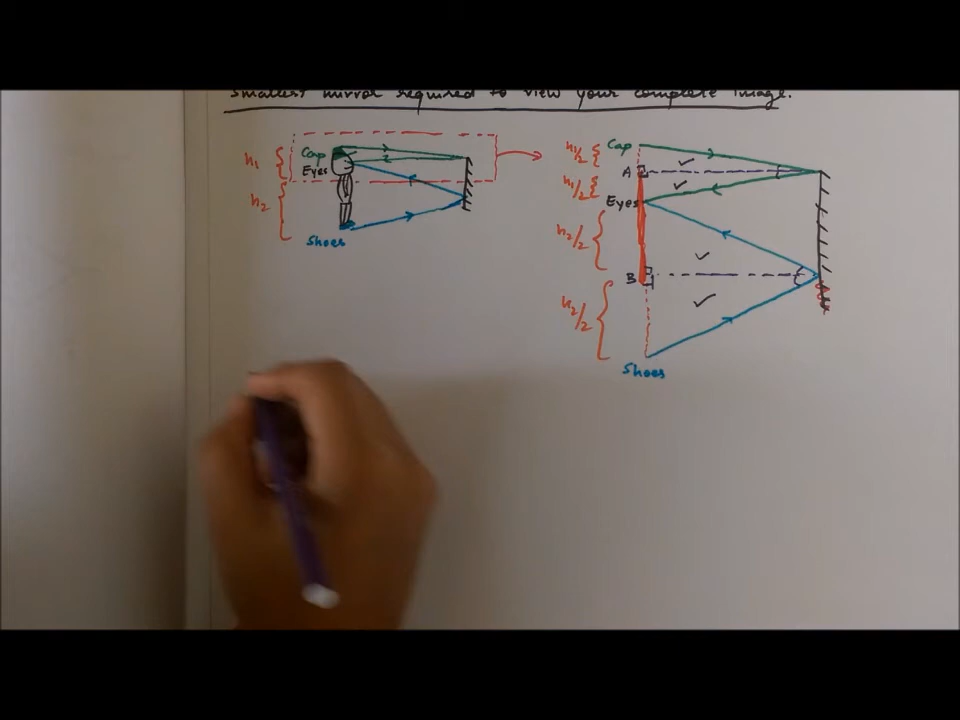 smallest mirror required to view your complete image.
h₁
Cap
Eyes
h₂
Shoes
h₁/2
Cap
A
h₁/2
Eyes
h₂/2
B
h₂/2
Shoes